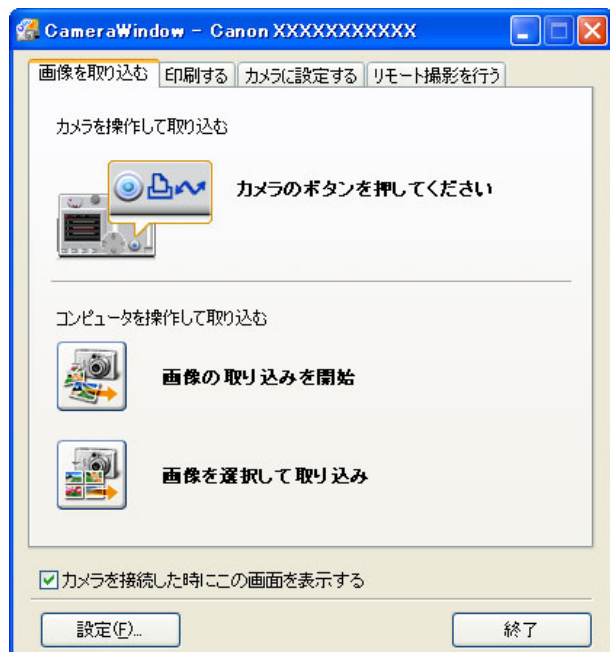 CameraWindow - Canon XXXXXXXXXXX
画像を取り込む 印刷する カメラに設定する リモート撮影を行う
カメラを操作して取り込む
カメラのボタンを押してください
コンピュータを操作して取り込む
画像の取り込みを開始
画像を選択して取り込み
カメラを接続した時にこの画面を表示する
設定(F)... 終了